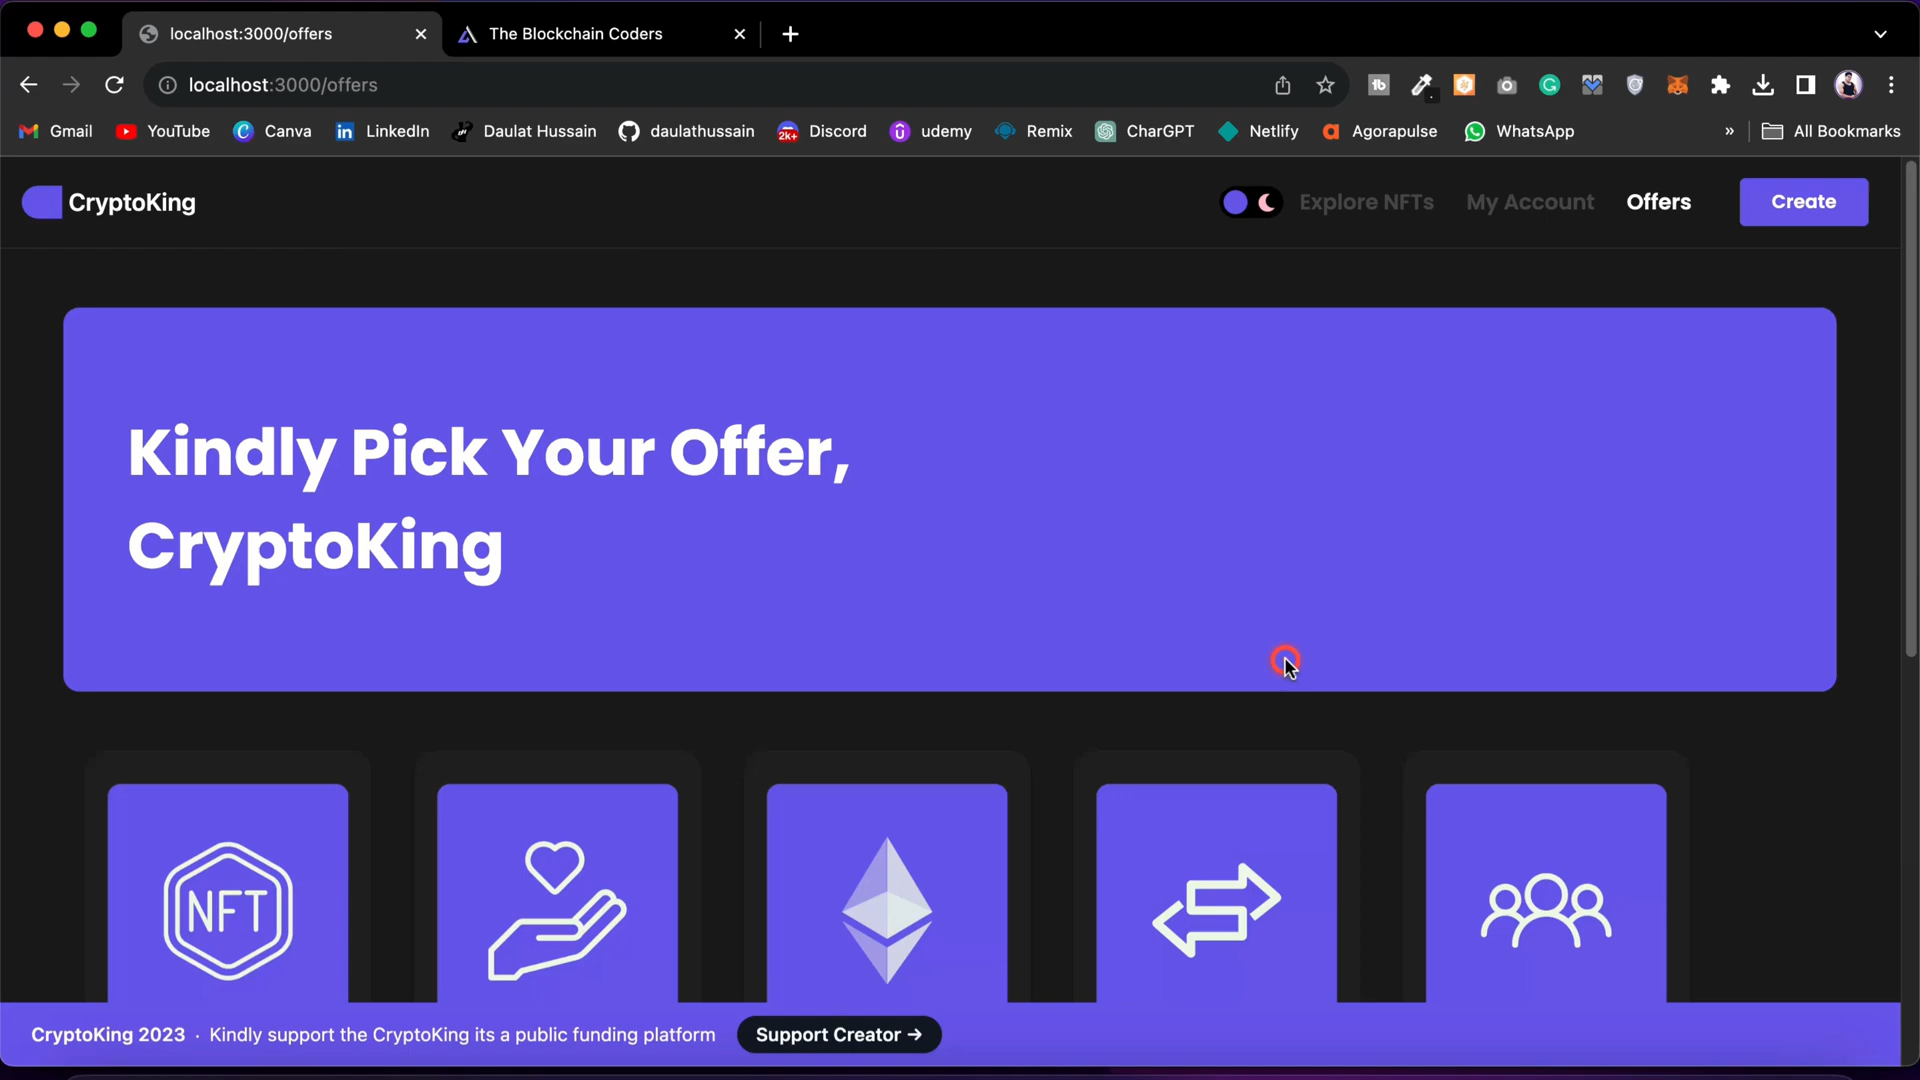 localhost:3000/offers
The Blockchain Coders
localhost:3000/offers
Gmail
YouTube
Canva
LinkedIn
Daulat Hussain
daulathussain
2k+
Discord
udemy
Remix
CharGPT
Netlify
Agorapulse
WhatsApp
»
All Bookmarks
CryptoKing
Explore NFTs
My Account
Offers
Create
Kindly Pick Your Offer,
CryptoKing
NFT
CryptoKing 2023 · Kindly support the CryptoKing its a public funding platform
Support Creator →